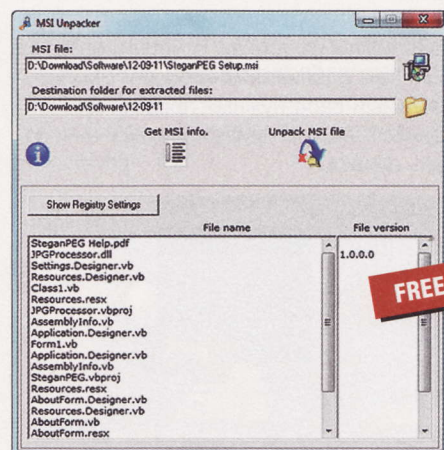 MSI Unpacker
MSI file:
D:\Download\Software\12-09-11\SteganPEG Setup.msi
Destination folder for extracted files:
D:\Download\Software\12-09-11
Get MSI info. Unpack MSI file
Show Registry Settings
File name File version
SteganPEG Help.pdf
JPGProcessor.dll 1.0.0.0
Settings.Designer.vb
Resources.Designer.vb
Class1.vb
Resources.resx
JPGProcessor.vbproj
AssemblyInfo.vb
Application.Designer.vb
Form1.vb
Application.Designer.vb
AssemblyInfo.vb
SteganPEG.vbproj
Resources.resx
AboutForm.Designer.vb
Resources.Designer.vb
AboutForm.vb
AboutForm.resx
FREE